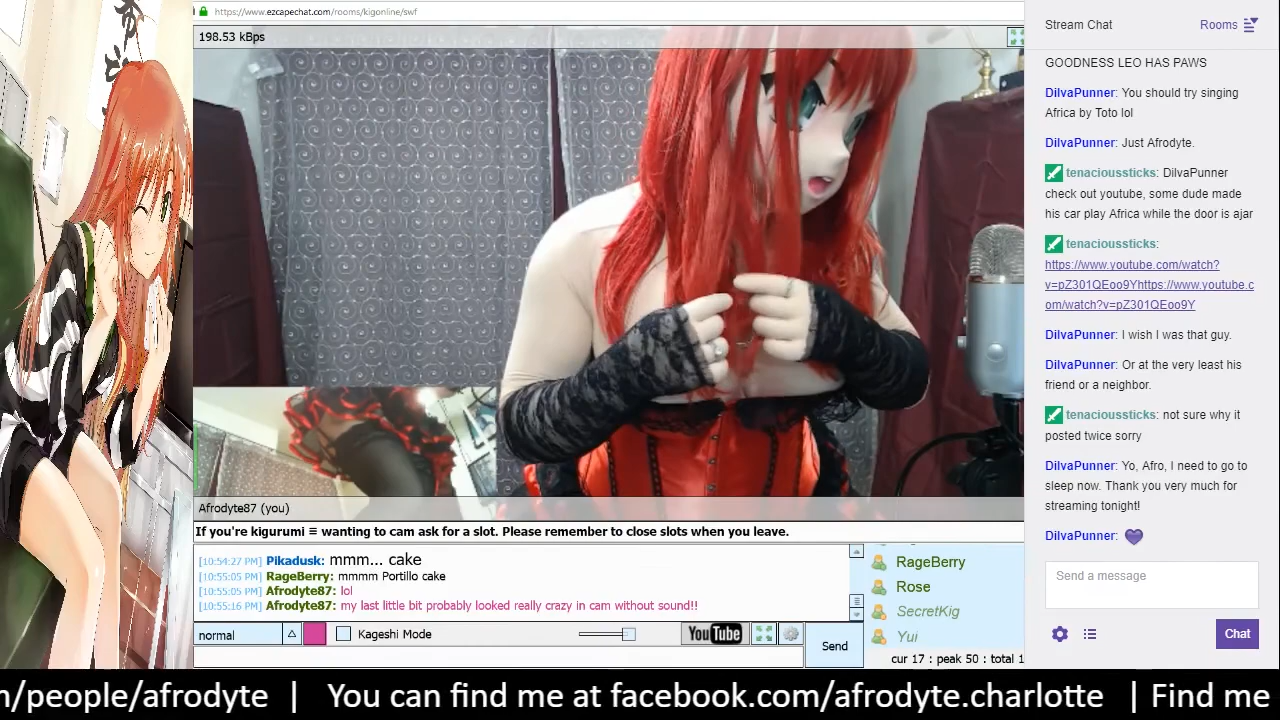 https://www.ezcapechat.com/rooms/kigonline/swf
198.53 kBps
Afrodyte87 (you)
If you're kigurumi ≡ wanting to cam ask for a slot. Please remember to close slots when you leave.
[10:54:27 PM] Pikadusk: mmm... cake
[10:55:05 PM] RageBerry: mmmm Portillo cake
[10:55:05 PM] Afrodyte87: lol
[10:55:16 PM] Afrodyte87: my last little bit probably looked really crazy in cam without sound!!
normal
Kageshi Mode
YouTube
Send
RageBerry
Rose
SecretKig
Yui
cur 17 : peak 50 : total 1
Stream Chat
Rooms
GOODNESS LEO HAS PAWS
DilvaPunner: You should try singing
Africa by Toto lol
DilvaPunner: Just Afrodyte.
tenaciousssticks: DilvaPunner
check out youtube, some dude made
his car play Africa while the door is ajar
tenaciousssticks:
https://www.youtube.com/watch?
v=pZ301QEoo9Yhttps://www.youtube.c
om/watch?v=pZ301QEoo9Y
DilvaPunner: I wish I was that guy.
DilvaPunner: Or at the very least his
friend or a neighbor.
tenaciousssticks: not sure why it
posted twice sorry
DilvaPunner: Yo, Afro, I need to go to
sleep now. Thank you very much for
streaming tonight!
DilvaPunner:
Send a message
Chat
n/people/afrodyte | You can find me at facebook.com/afrodyte.charlotte | Find me